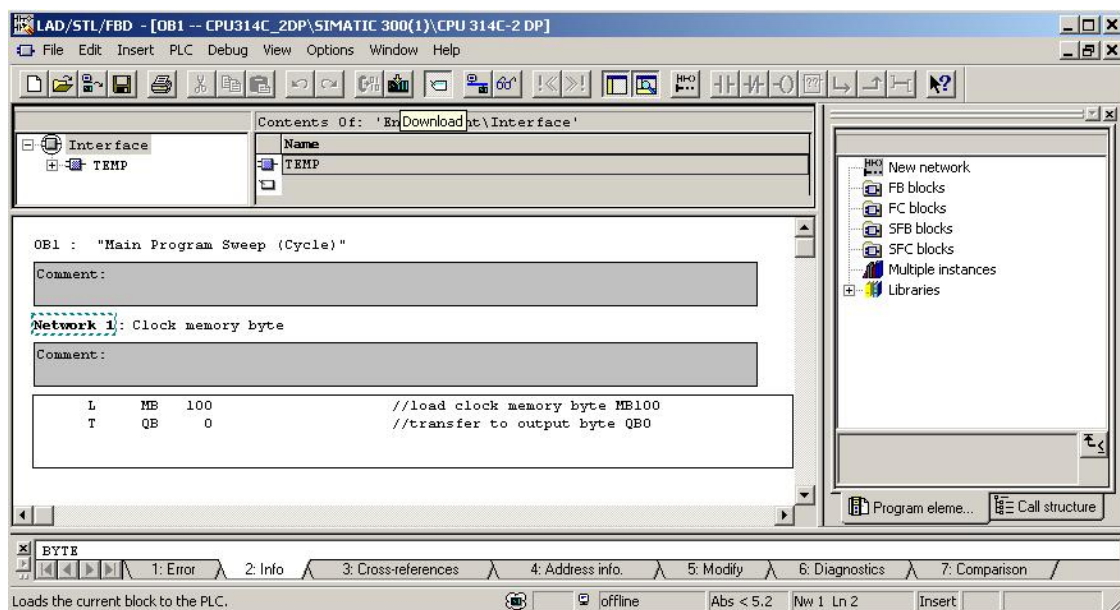 LAD/STL/FBD - [OB1 -- CPU314C_2DP\SIMATIC 300(1)\CPU 314C-2 DP]
File Edit Insert PLC Debug View Options Window Help
Download
Contents Of: 'En nt\Interface'
Interface
TEMP
Name
TEMP
OB1 : "Main Program Sweep (Cycle)"
Comment:
Network 1: Clock memory byte
Comment:
L MB 100 //load clock memory byte MB100
T QB 0 //transfer to output byte QB0
New network
FB blocks
FC blocks
SFB blocks
SFC blocks
Multiple instances
Libraries
Program eleme... Call structure
BYTE
1: Error 2: Info 3: Cross-references 4: Address info. 5: Modify 6: Diagnostics 7: Comparison
Loads the current block to the PLC. offline Abs < 5.2 Nw 1 Ln 2 Insert